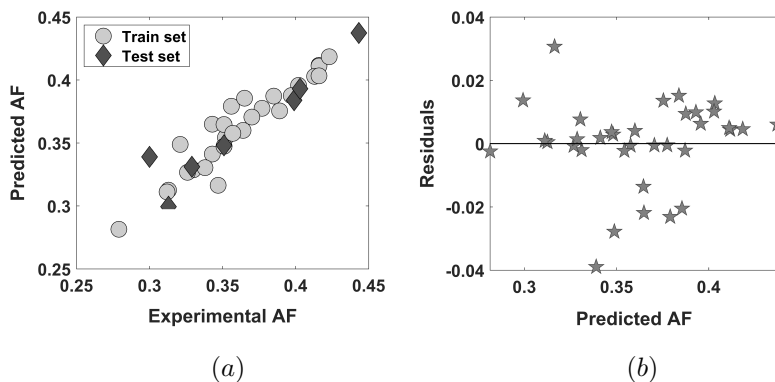 0.45
0.4
0.35
0.3
0.25
Predicted AF
Train set
Test set
0.25 0.3 0.35 0.4 0.45
Experimental AF
(a)
0.04
0.02
0
-0.02
-0.04
Residuals
0.3 0.35 0.4
Predicted AF
(b)